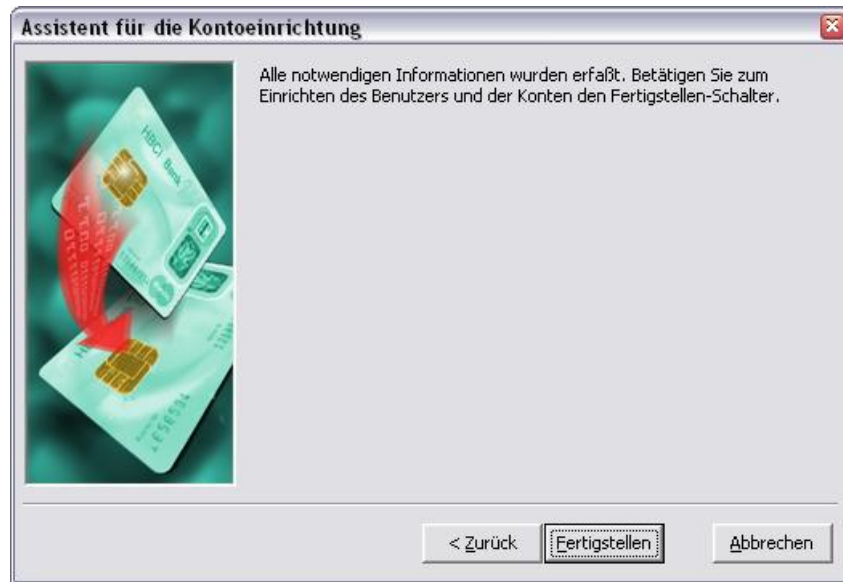 Assistent für die Kontoeinrichtung
Alle notwendigen Informationen wurden erfaßt. Betätigen Sie zum
Einrichten des Benutzers und der Konten den Fertigstellen-Schalter.
HBCI Bank
< Zurück
Fertigstellen
Abbrechen